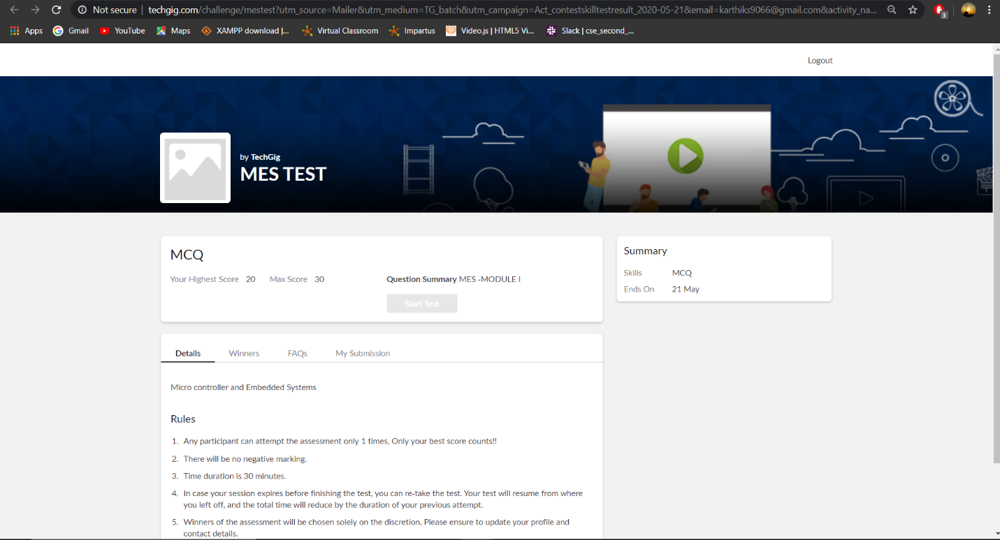 Not secure | techgig.com/challenge/mestest?utm_source=Mailer&utm_medium=TG_batch&utm_campaign=Act_contestskilltestresult_2020-05-21&email=karthiks9066@gmail.com&activity_na...
3
Apps Gmail YouTube Maps XAMPP download |... Virtual Classroom Impartus Video.js | HTML5 Vi... Slack | cse_second_...
Logout
by TechGig
MES TEST
MCQ
Your Highest Score 20 Max Score 30 Question Summary MES -MODULE I
Start Test
Summary
Skills MCQ
Ends On 21 May
Details Winners FAQs My Submission
Micro controller and Embedded Systems
Rules
1. Any participant can attempt the assessment only 1 times, Only your best score counts!!
2. There will be no negative marking.
3. Time duration is 30 minutes.
4. In case your session expires before finishing the test, you can re-take the test. Your test will resume from where
you left off, and the total time will reduce by the duration of your previous attempt.
5. Winners of the assessment will be chosen solely on the discretion. Please ensure to update your profile and
contact details.